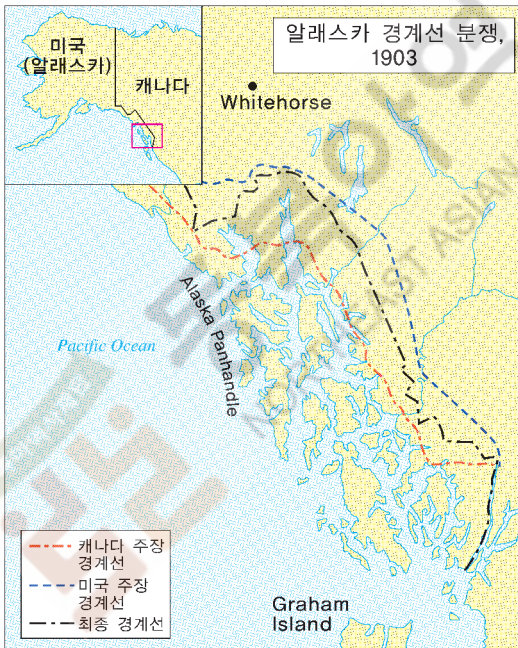 알래스카 경계선 분쟁,
1903
미국
(알래스카)
캐나다
Whitehorse
Alaska Panhandle
Pacific Ocean
캐나다 주장
경계선
미국 주장
경계선
최종 경계선
Graham
Island